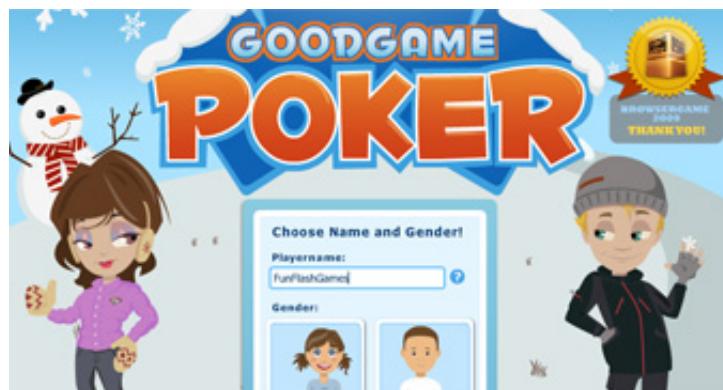 GOODGAME
POKER
BROWSERGAME
2009
THANK YOU!
Choose Name and Gender!
Playername:
FunFlashGames
?
Gender: